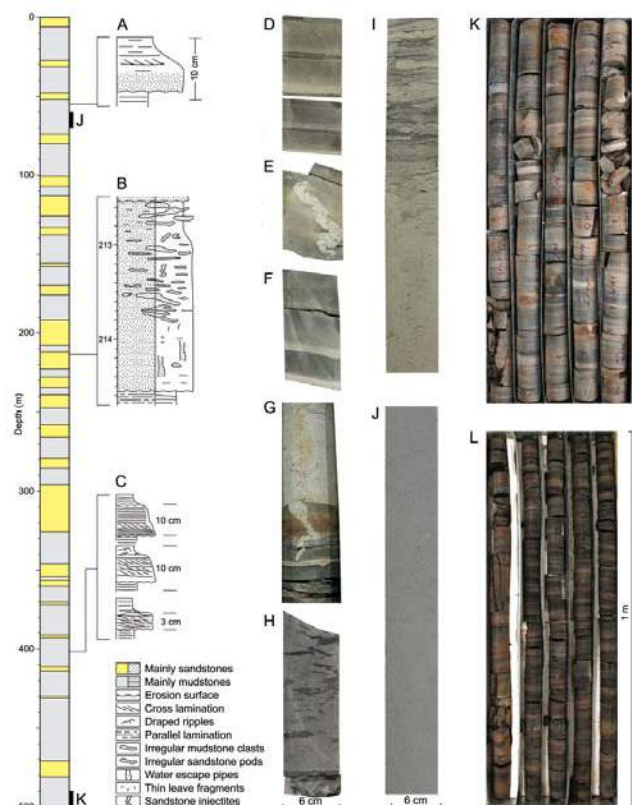 0
100
200
300
400
Depth (m)
J
K
A
10 cm
B
213
214
C
10 cm
10 cm
3 cm
Mainly sandstones
Mainly mudstones
Erosion surface
Cross lamination
Draped ripples
Parallel lamination
Irregular mudstone clasts
Irregular sandstone pods
Water escape pipes
Thin leave fragments
Sandstone injectites
D
E
F
G
H
6 cm
I
J
6 cm
K
L
1 m